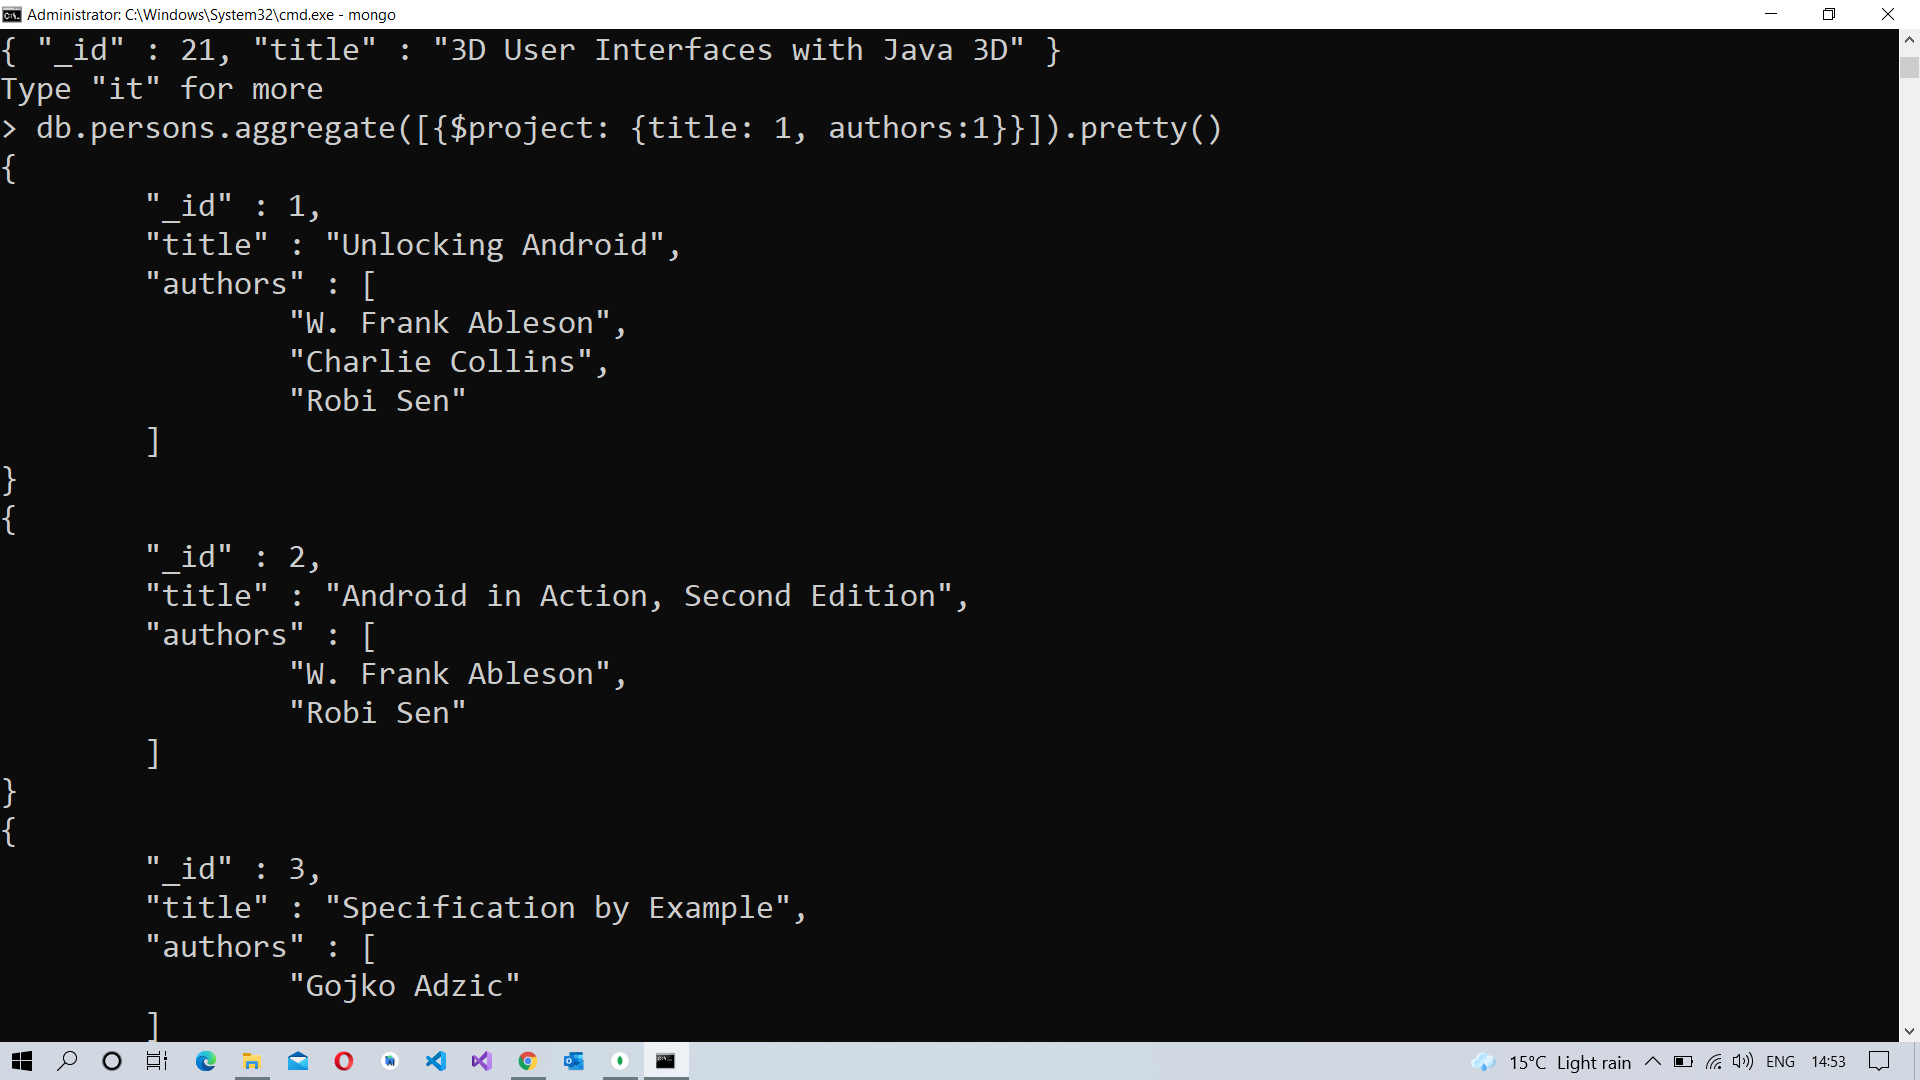 Administrator: C:\Windows\System32\cmd.exe - mongo
{ "_id" : 21, "title" : "3D User Interfaces with Java 3D" }
Type "it" for more
> db.persons.aggregate([{$project: {title: 1, authors:1}}]).pretty()
{
"_id" : 1,
"title" : "Unlocking Android",
"authors" : [
"W. Frank Ableson",
"Charlie Collins",
"Robi Sen"
]
}
{
"_id" : 2,
"title" : "Android in Action, Second Edition",
"authors" : [
"W. Frank Ableson",
"Robi Sen"
]
}
{
"_id" : 3,
"title" : "Specification by Example",
"authors" : [
"Gojko Adzic"
]
15°C Light rain ENG 14:53